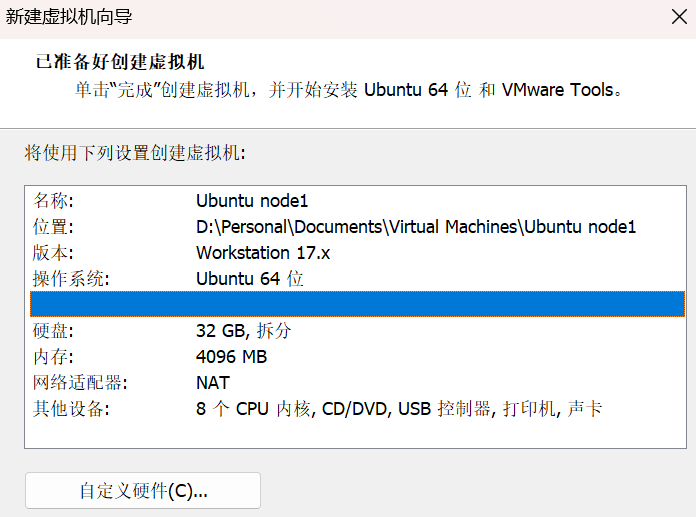 新建虚拟机向导
已准备好创建虚拟机
单击“完成”创建虚拟机，并开始安装 Ubuntu 64 位 和 VMware Tools。
将使用下列设置创建虚拟机:
名称: Ubuntu node1
位置: D:\Personal\Documents\Virtual Machines\Ubuntu node1
版本: Workstation 17.x
操作系统: Ubuntu 64 位
硬盘: 32 GB, 拆分
内存: 4096 MB
网络适配器: NAT
其他设备: 8 个 CPU 内核, CD/DVD, USB 控制器, 打印机, 声卡
自定义硬件(C)...